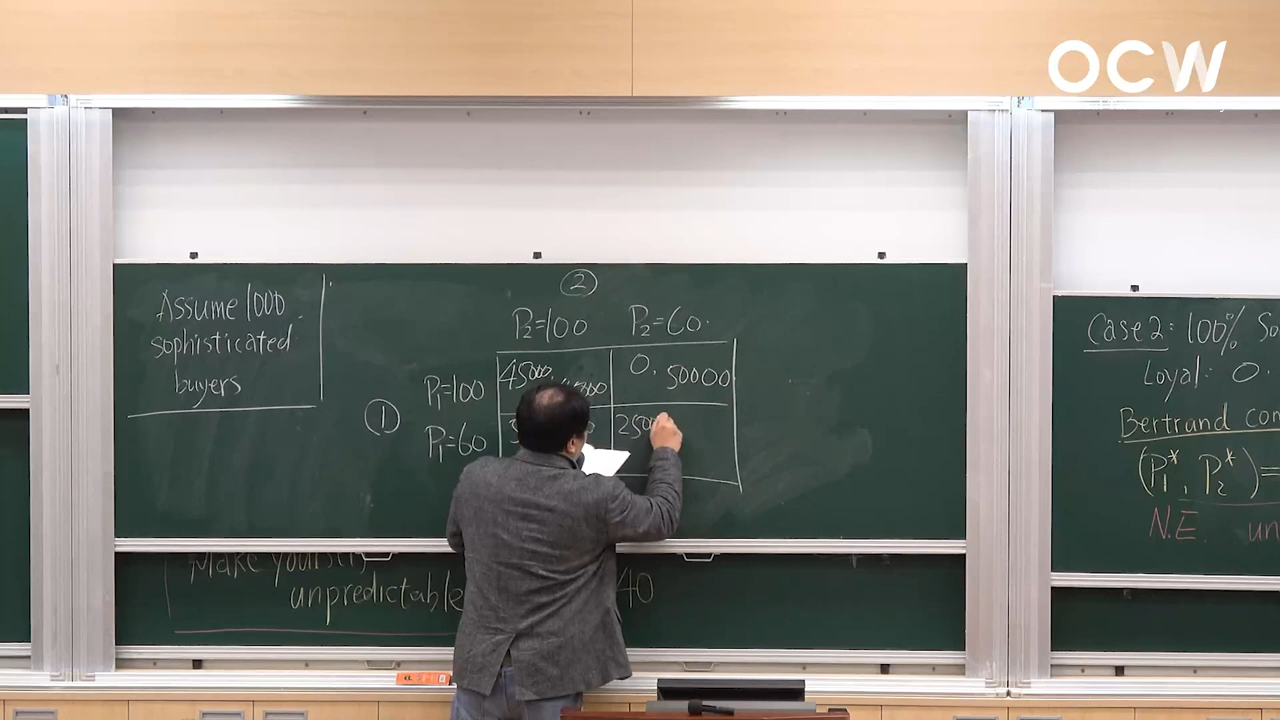 OCW
Assume 1000
sophisticated
buyers
②
P₂=100 P₂=60.
① P₁=100 45000, 0. 50000
P₁=60
Make yourself
unpredictable 40
Case 2: 100%
Loyal: 0.
Bertrand
(P₁*, P₂*)=
N.E.